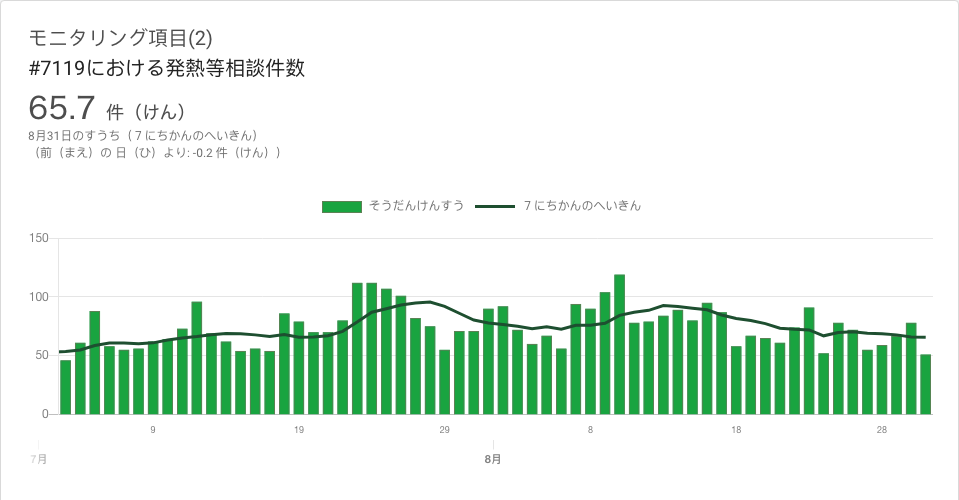 モニタリング項目(2)
#7119における発熱等相談件数
65.7 件（けん）
8月31日のすうち（７にちかんのへいきん）
（前（まえ）の 日（ひ）より: -0.2 件（けん））
そうだんけんすう ７にちかんのへいきん
150
100
50
0
9 19 29 8 18 28
7月 8月